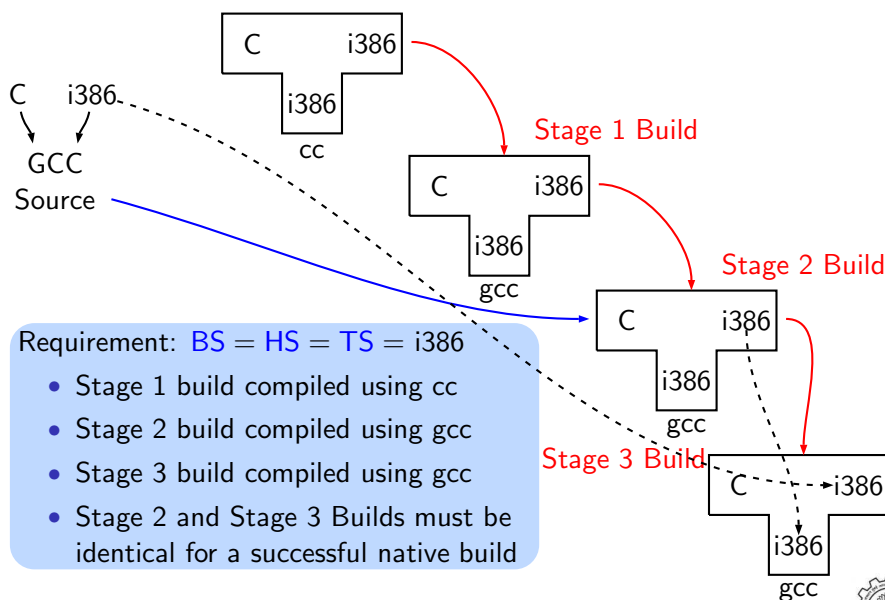 C i386
i386
cc
C i386
GCC
Source
Stage 1 Build
C i386
i386
gcc
Stage 2 Build
C i386
i386
gcc
Stage 3 Build
C i386
i386
gcc
Requirement: BS = HS = TS = i386
• Stage 1 build compiled using cc
• Stage 2 build compiled using gcc
• Stage 3 build compiled using gcc
• Stage 2 and Stage 3 Builds must be
identical for a successful native build